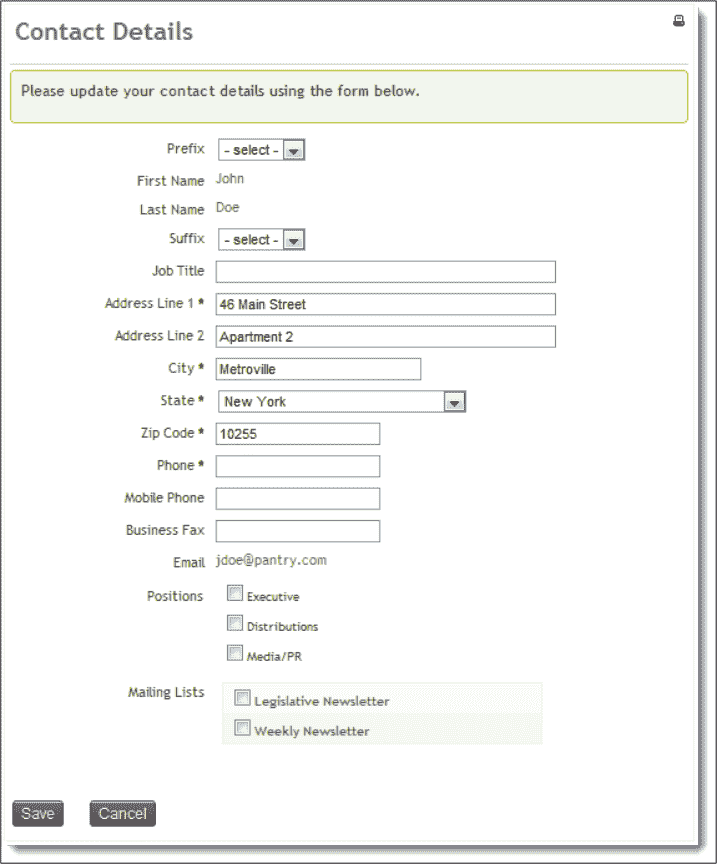 Contact Details
Please update your contact details using the form below.
Prefix - select -
First Name John
Last Name Doe
Suffix - select -
Job Title
Address Line 1 * 46 Main Street
Address Line 2 Apartment 2
City * Metroville
State * New York
Zip Code * 10255
Phone *
Mobile Phone
Business Fax
Email jdoe@pantry.com
Positions Executive
Distributions
Media/PR
Mailing Lists Legislative Newsletter
Weekly Newsletter
Save Cancel